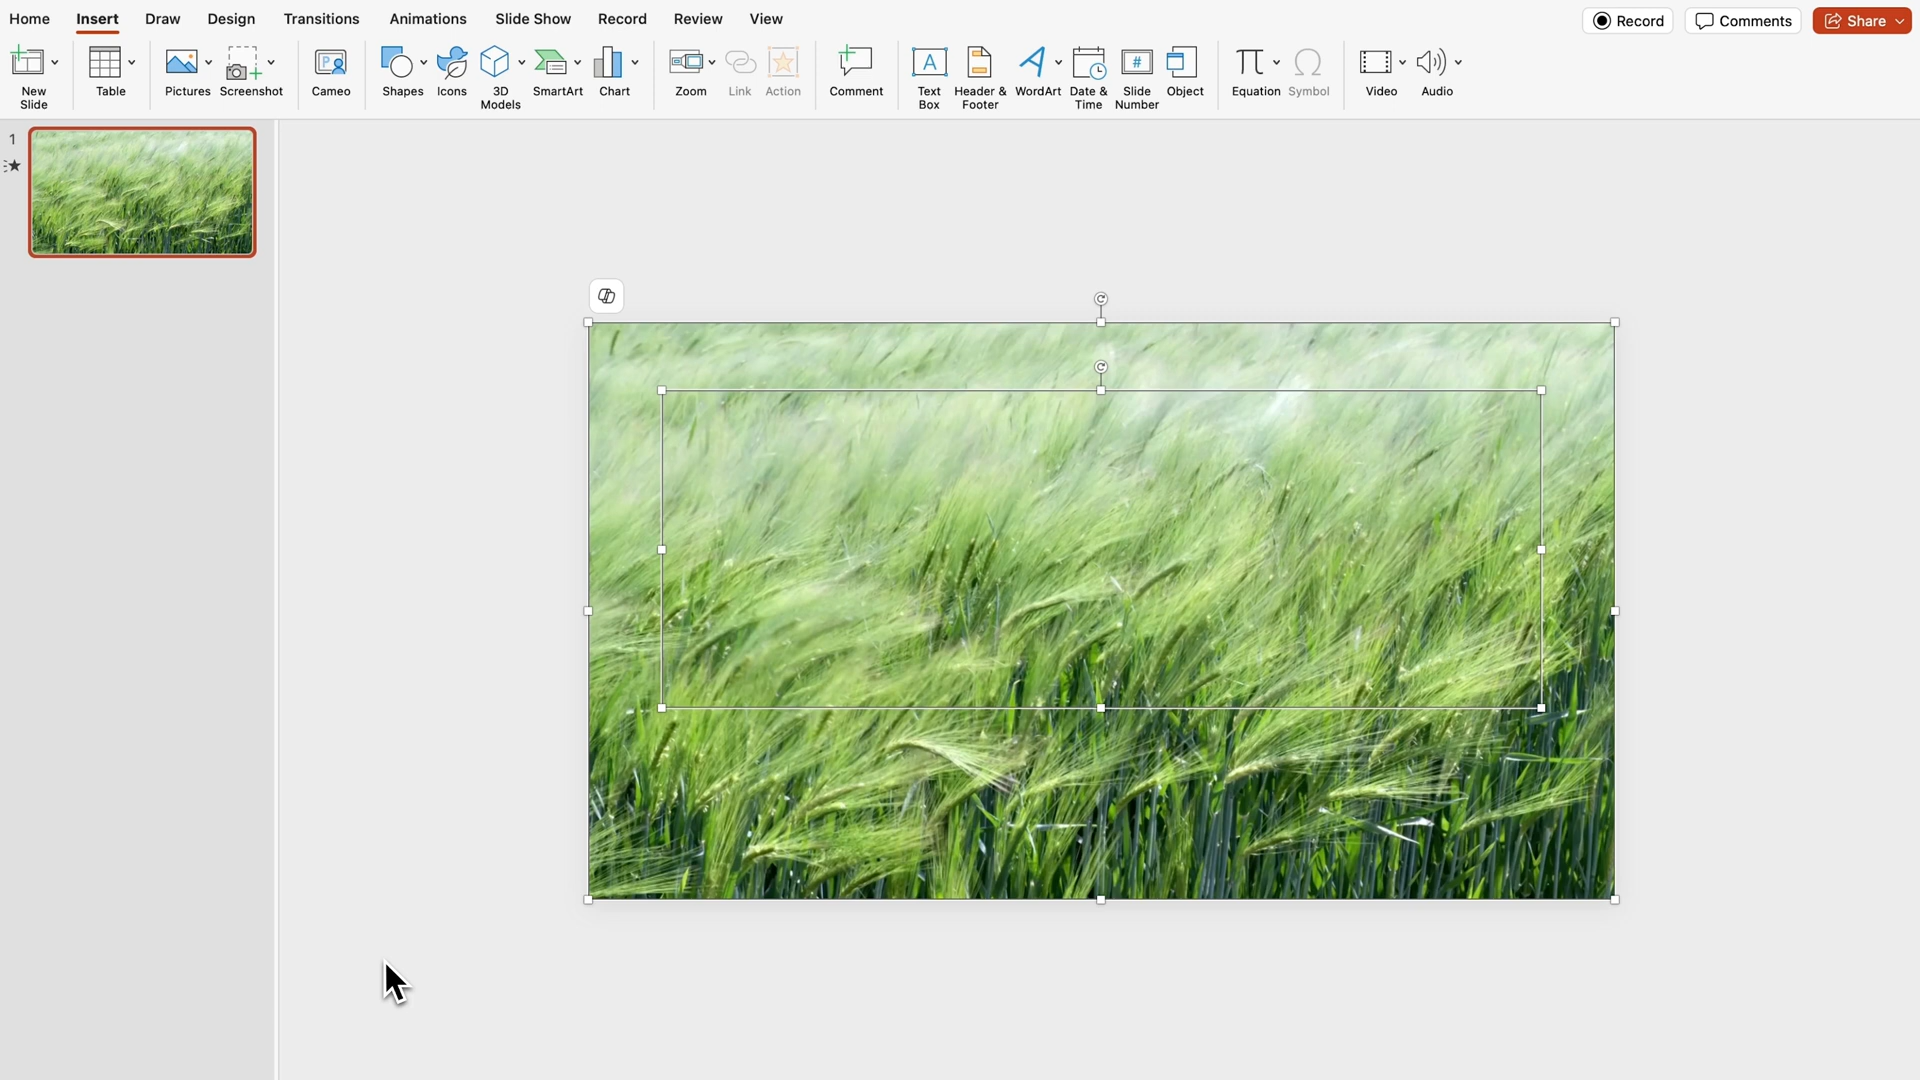 Home Insert Draw Design Transitions Animations Slide Show Record Review View
Record Comments Share
New Slide
Table
Pictures
Screenshot
Cameo
Shapes
Icons
3D Models
SmartArt
Chart
Zoom
Link
Action
Comment
Text Box
Header & Footer
WordArt
Date & Time
Slide Number
Object
Equation
Symbol
Video
Audio
1